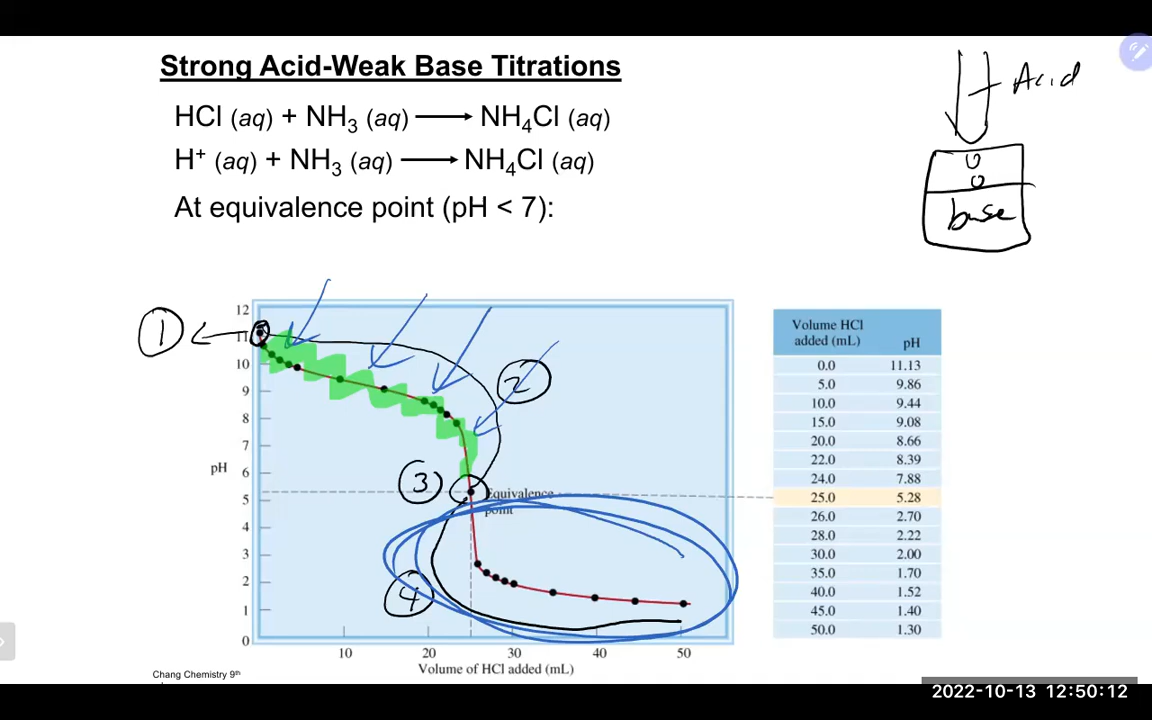 Strong Acid-Weak Base Titrations
HCl (aq) + NH₃ (aq) ⟶ NH₄Cl (aq)
H⁺ (aq) + NH₃ (aq) ⟶ NH₄Cl (aq)
At equivalence point (pH < 7):
Acid
base
1
2
3
4
12
11
10
9
8
7
6
5
4
3
2
1
0
pH
Equivalence
point
10 20 30 40 50
Volume of HCl added (mL)
Volume HCl
added (mL) pH
0.0 11.13
5.0 9.86
10.0 9.44
15.0 9.08
20.0 8.66
22.0 8.39
24.0 7.88
25.0 5.28
26.0 2.70
28.0 2.22
30.0 2.00
35.0 1.70
40.0 1.52
45.0 1.40
50.0 1.30
Chang Chemistry 9th
2022-10-13 12:50:12